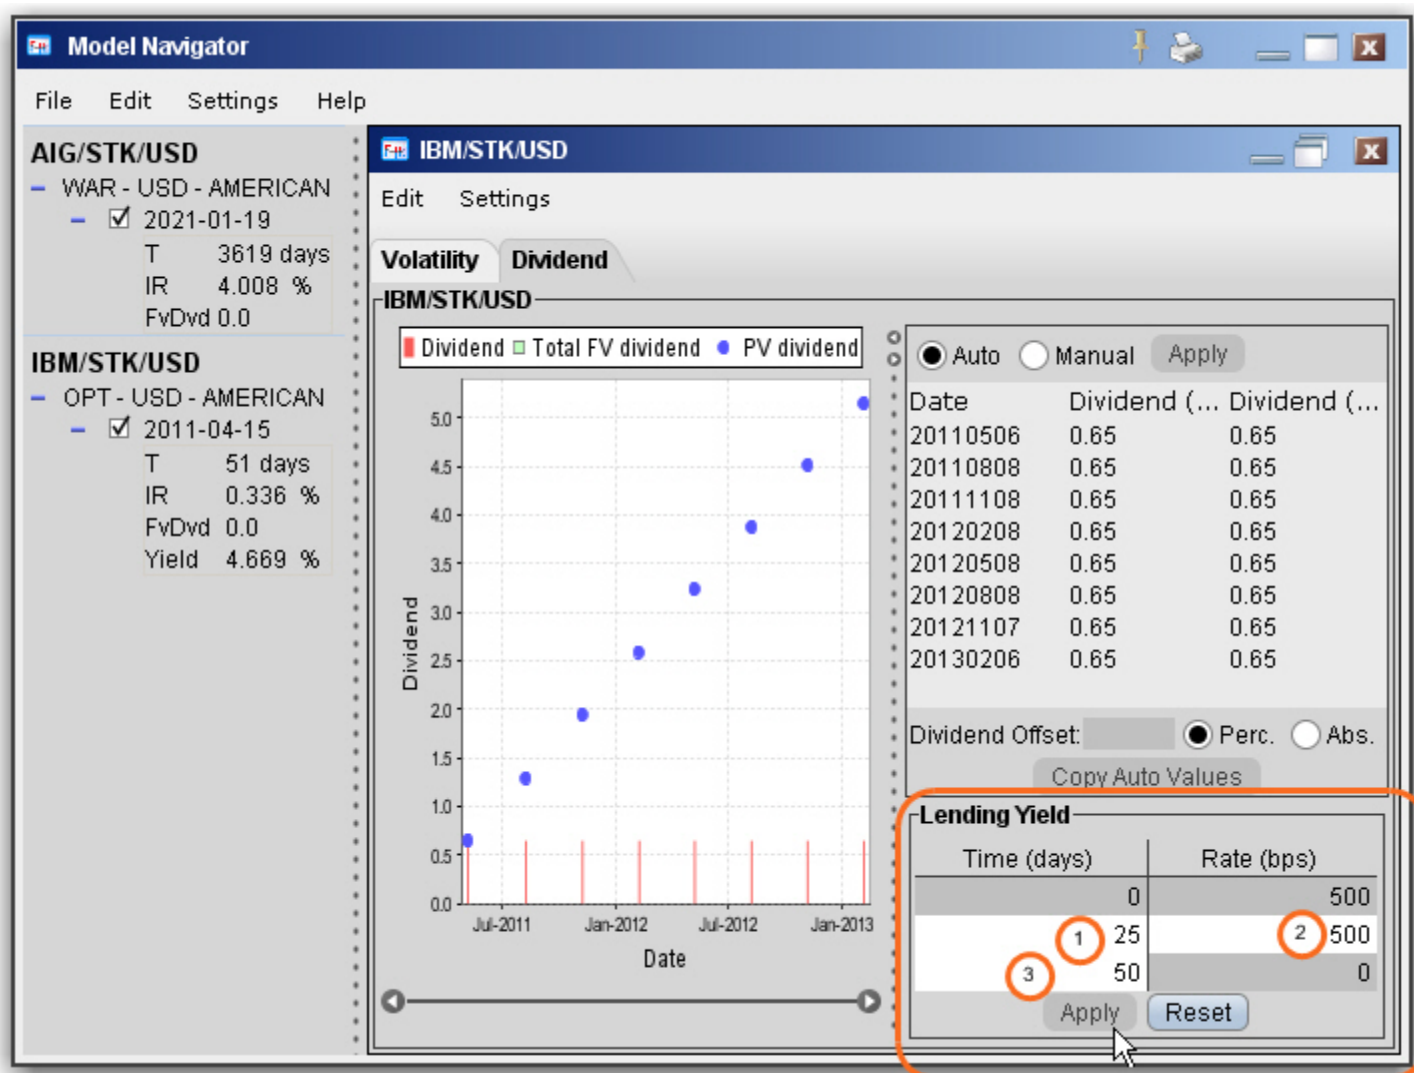 Model Navigator
File Edit Settings Help
AIG/STK/USD
WAR - USD - AMERICAN
2021-01-19
T 3619 days
IR 4.008 %
FvDvd 0.0
IBM/STK/USD
OPT - USD - AMERICAN
2011-04-15
T 51 days
IR 0.336 %
FvDvd 0.0
Yield 4.669 %
IBM/STK/USD
Edit Settings
Volatility Dividend
IBM/STK/USD
Dividend Total FV dividend PV dividend
5.0
4.5
4.0
3.5
3.0
2.5
2.0
1.5
1.0
0.5
0.0
Dividend
Jul-2011 Jan-2012 Jul-2012 Jan-2013
Date
Auto Manual Apply
Date Dividend (... Dividend (...
20110506 0.65 0.65
20110808 0.65 0.65
20111108 0.65 0.65
20120208 0.65 0.65
20120508 0.65 0.65
20120808 0.65 0.65
20121107 0.65 0.65
20130206 0.65 0.65
Dividend Offset: Perc. Abs.
Copy Auto Values
Lending Yield
Time (days) Rate (bps)
0 500
1 25 2 500
3 50 0
Apply Reset